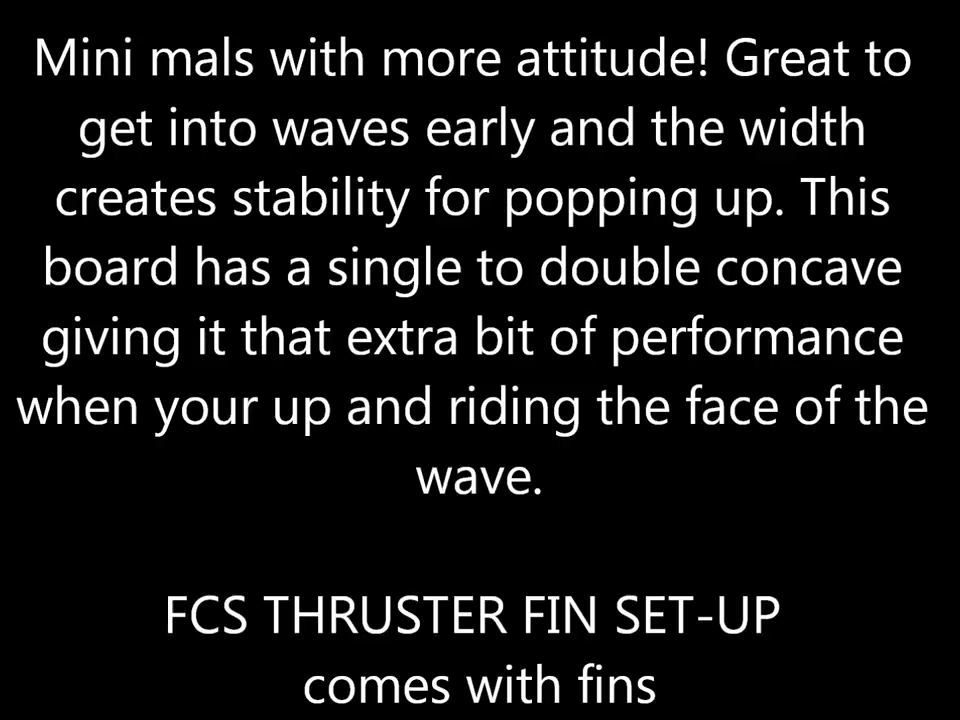 Mini mals with more attitude! Great to
get into waves early and the width
creates stability for popping up. This
board has a single to double concave
giving it that extra bit of performance
when your up and riding the face of the
wave.
FCS THRUSTER FIN SET-UP
comes with fins